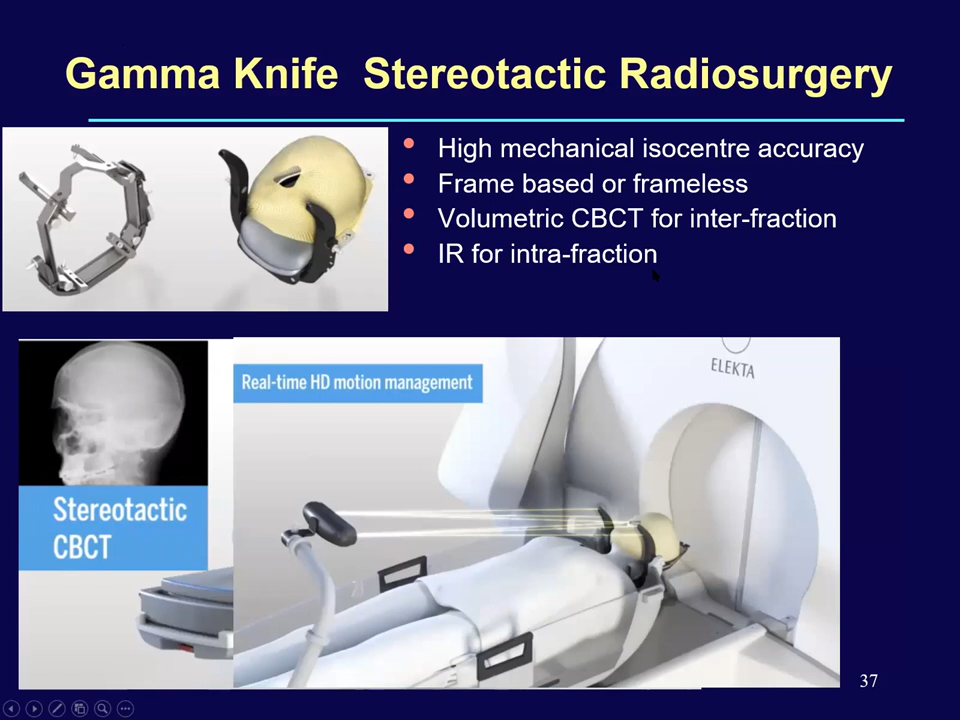 Gamma Knife Stereotactic Radiosurgery
High mechanical isocentre accuracy
Frame based or frameless
Volumetric CBCT for inter-fraction
IR for intra-fraction
Real-time HD motion management
ELEKTA
Stereotactic
CBCT
37